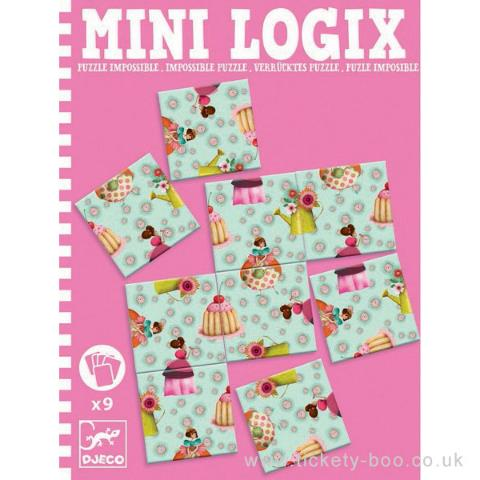 MINI LOGIX
PUZZLE IMPOSSIBLE . IMPOSSIBLE PUZZLE . VERRÜCKTES PUZZLE . PUZLE IMPOSIBLE
x9
DJECO
www.tickety-boo.co.uk